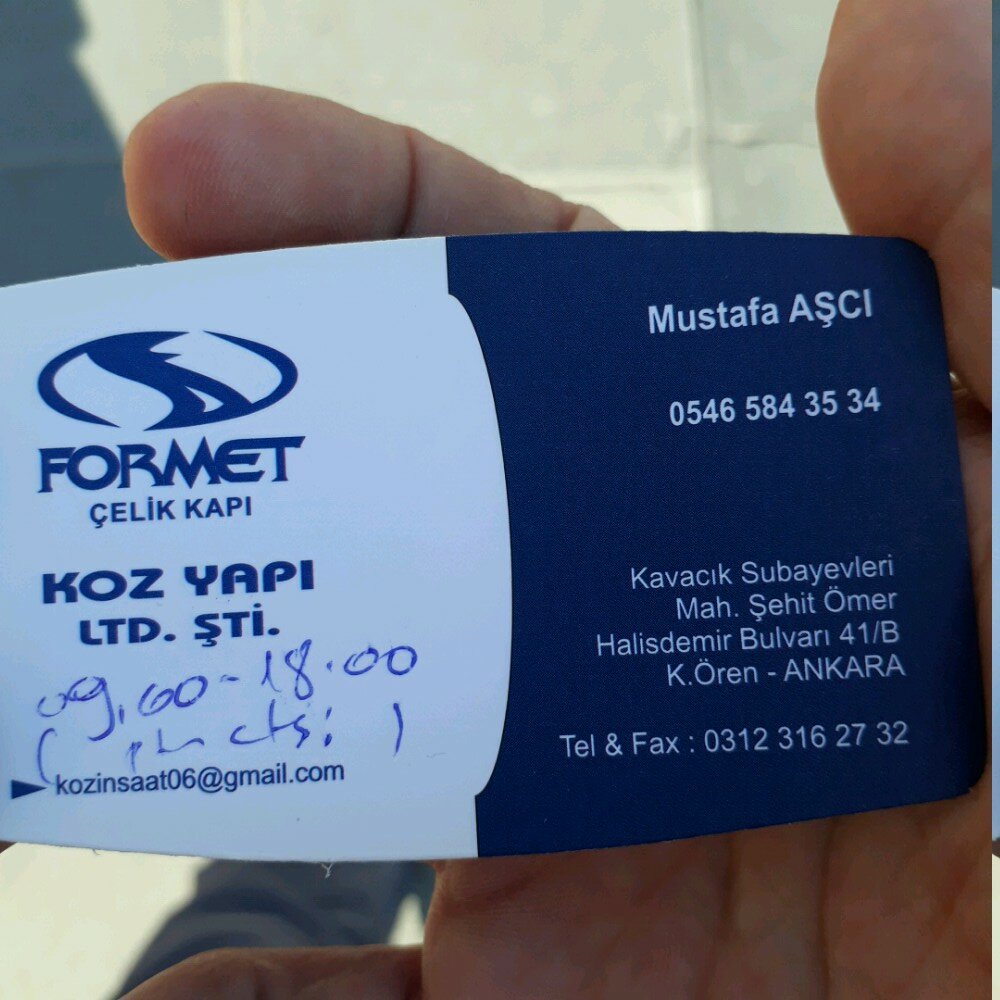 FORMET
ÇELİK KAPI
KOZ YAPI
LTD. ŞTİ.
09.00-18.00
kozinsaat06@gmail.com
Mustafa AŞCI
0546 584 35 34
Kavacık Subayevleri
Mah. Şehit Ömer
Halisdemir Bulvarı 41/B
K.Ören - ANKARA
Tel & Fax : 0312 316 27 32